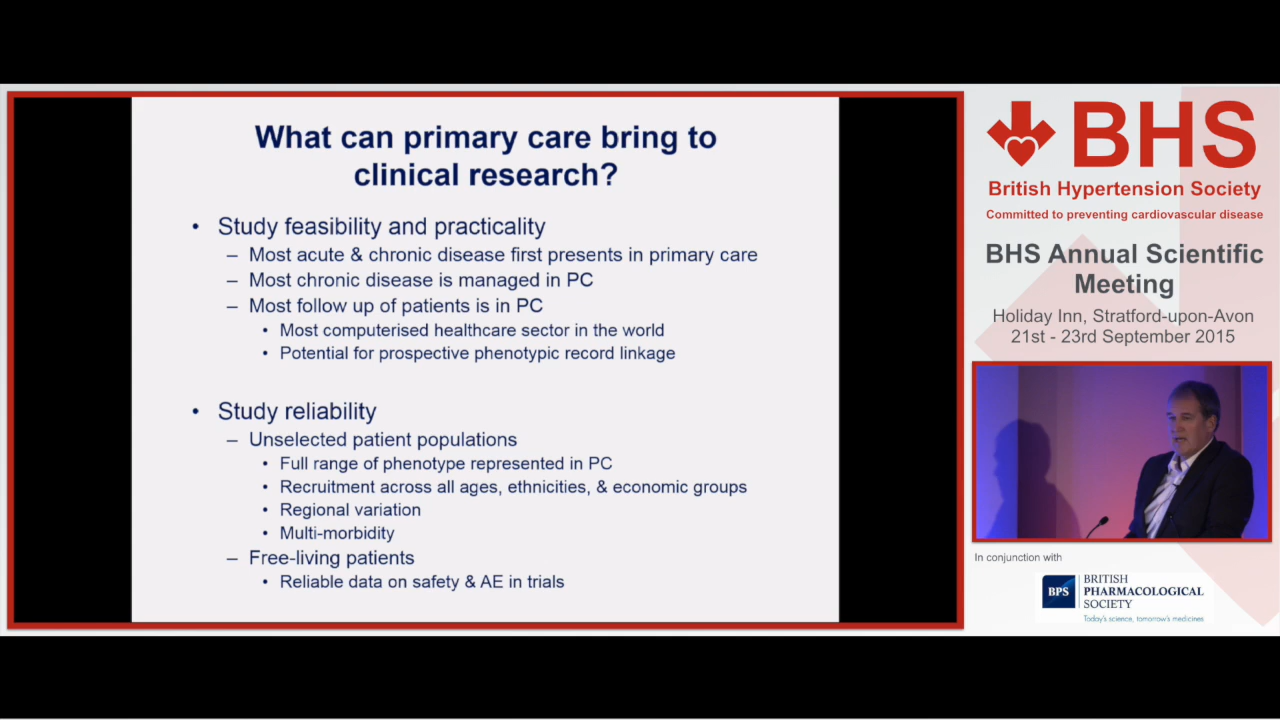 What can primary care bring to
clinical research?
• Study feasibility and practicality
– Most acute & chronic disease first presents in primary care
– Most chronic disease is managed in PC
– Most follow up of patients is in PC
• Most computerised healthcare sector in the world
• Potential for prospective phenotypic record linkage
• Study reliability
– Unselected patient populations
• Full range of phenotype represented in PC
• Recruitment across all ages, ethnicities, & economic groups
• Regional variation
• Multi-morbidity
– Free-living patients
• Reliable data on safety & AE in trials
BHS
British Hypertension Society
Committed to preventing cardiovascular disease
BHS Annual Scientific
Meeting
Holiday Inn, Stratford-upon-Avon
21st - 23rd September 2015
In conjunction with
BPS
BRITISH
PHARMACOLOGICAL
SOCIETY
Today's science, tomorrow's medicines